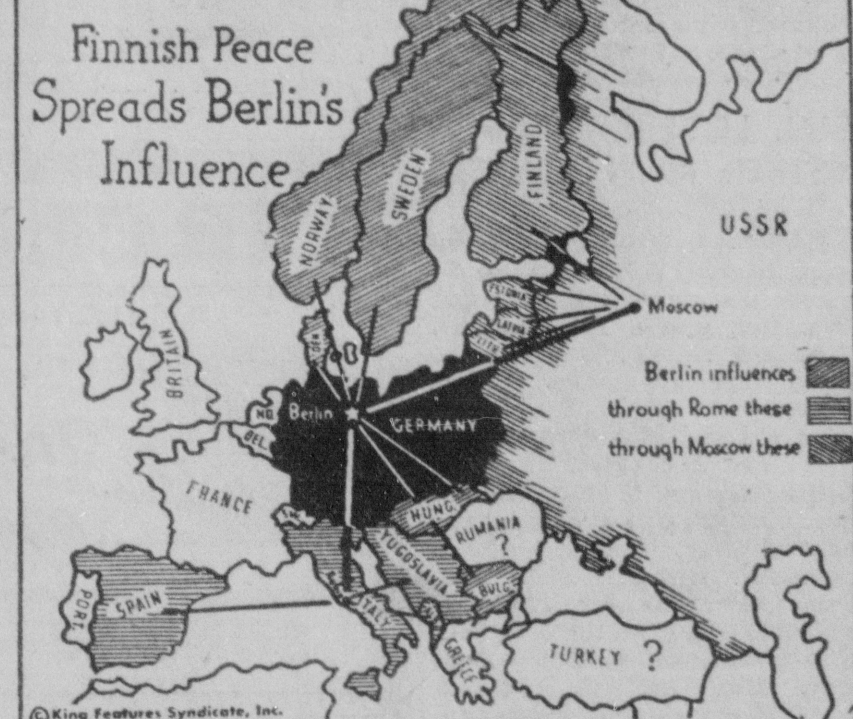 Finnish Peace
Spreads Berlin's
Influence
NORWAY
SWEDEN
FINLAND
USSR
ESTONIA
LATVIA
LITH.
Moscow
BRITAIN
DEN.
Berlin influences
through Rome these
through Moscow these
ND.
Berlin
GERMANY
BEL.
FRANCE
HUNG.
RUMANIA
?
YUGOSLAVIA
BULG.
PORT.
SPAIN
ITALY
GREECE
TURKEY ?
©King Features Syndicate, Inc.